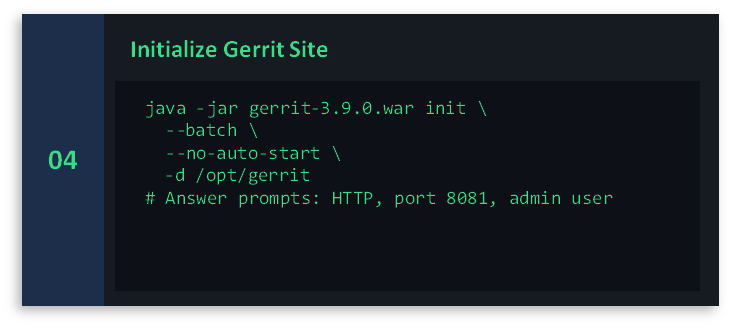 Initialize Gerrit Site
04
java -jar gerrit-3.9.0.war init \
--batch \
--no-auto-start \
-d /opt/gerrit
# Answer prompts: HTTP, port 8081, admin user